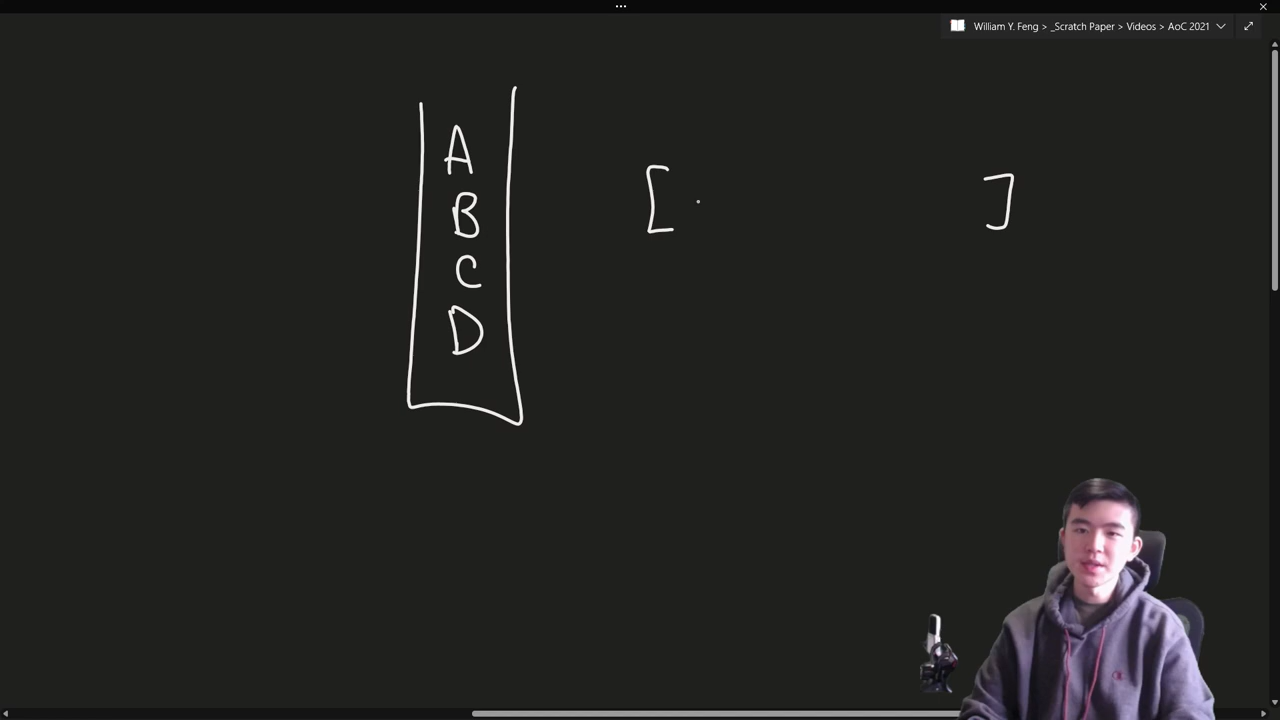 ...
William Y. Feng > _Scratch Paper > Videos > AoC 2021
A
B
C
D
[ ]